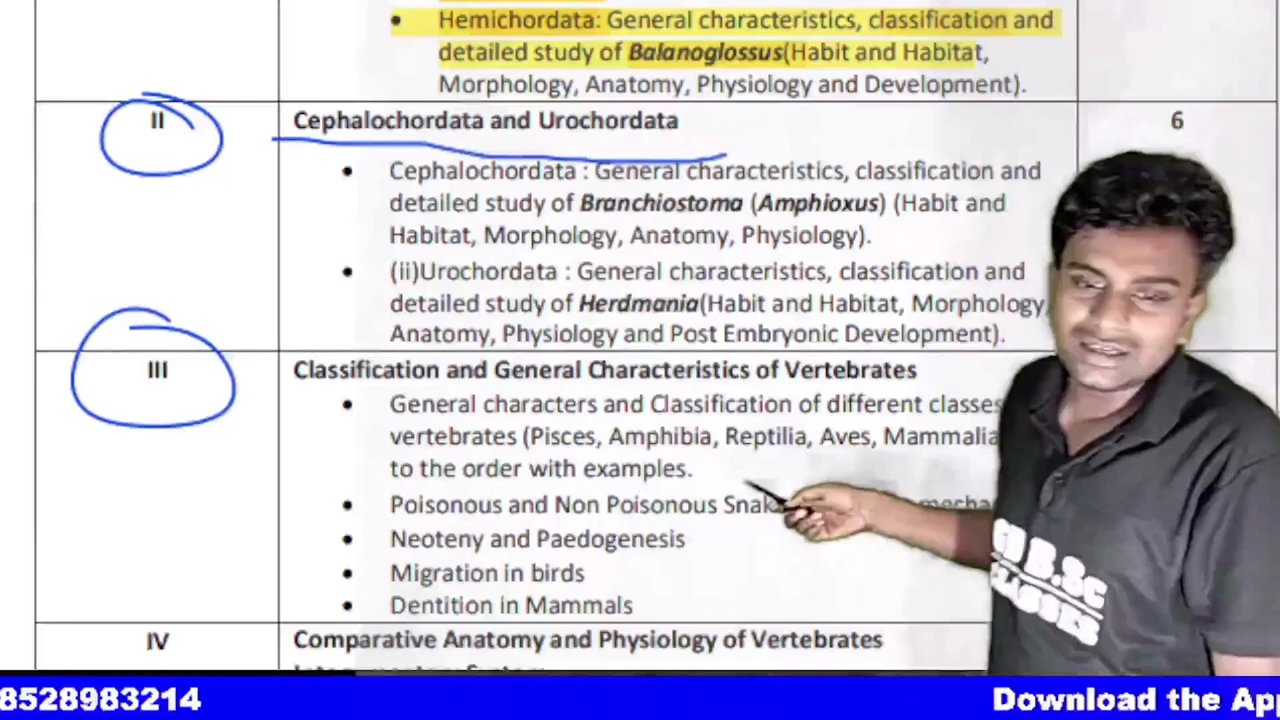 • Hemichordata: General characteristics, classification and
detailed study of Balanoglossus(Habit and Habitat,
Morphology, Anatomy, Physiology and Development).
II Cephalochordata and Urochordata 6
• Cephalochordata : General characteristics, classification and
detailed study of Branchiostoma (Amphioxus) (Habit and
Habitat, Morphology, Anatomy, Physiology).
• (ii)Urochordata : General characteristics, classification and
detailed study of Herdmania(Habit and Habitat, Morphology,
Anatomy, Physiology and Post Embryonic Development).
III Classification and General Characteristics of Vertebrates
• General characters and Classification of different classes
vertebrates (Pisces, Amphibia, Reptilia, Aves, Mammalia
to the order with examples.
• Poisonous and Non Poisonous
• Neoteny and Paedogenesis
• Migration in birds
• Dentition in Mammals
IV Comparative Anatomy and Physiology of Vertebrates
B.Sc
CLASSES
8528983214 Download the